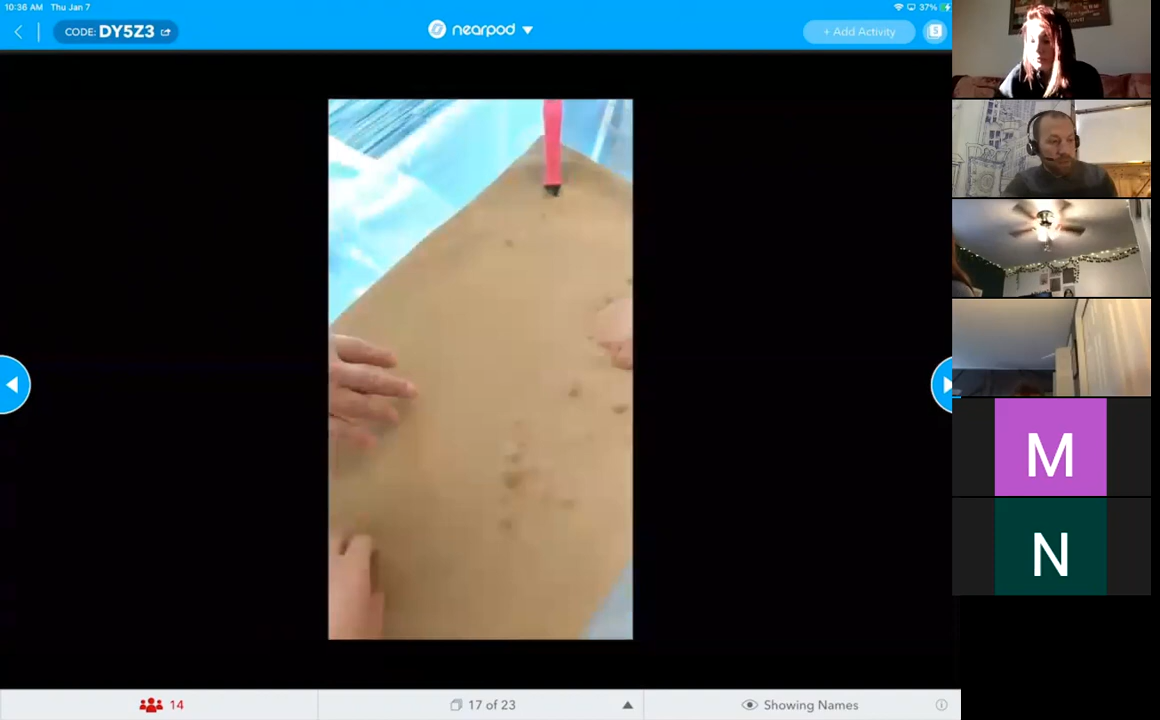 10:36 AM Thu Jan 7
37%
CODE: DY5Z3
nearpod
+ Add Activity
S
M
N
14
17 of 23
Showing Names